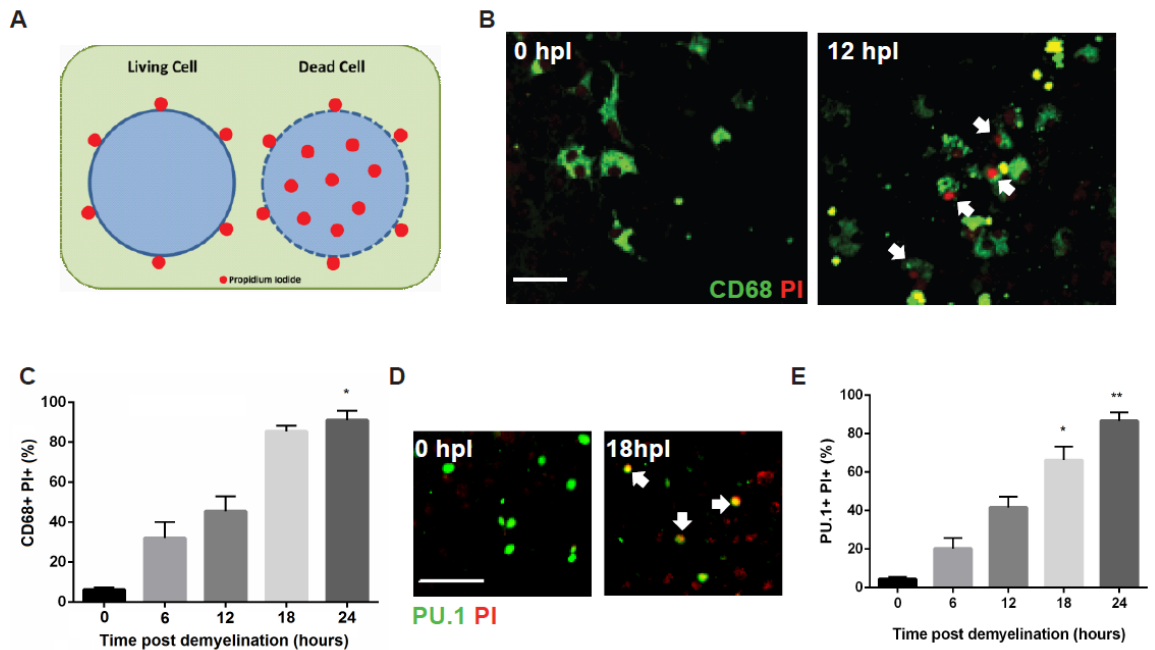 A
Living Cell
Dead Cell
Propidium Iodide
B
0 hpl
12 hpl
CD68 PI
C
CD68+ PI+ (%)
100
80
60
40
20
0
*
0 6 12 18 24
Time post demyelination (hours)
D
0 hpl
18hpl
PU.1 PI
E
PU.1+ PI+ (%)
100
80
60
40
20
0
*
**
0 6 12 18 24
Time post demyelination (hours)